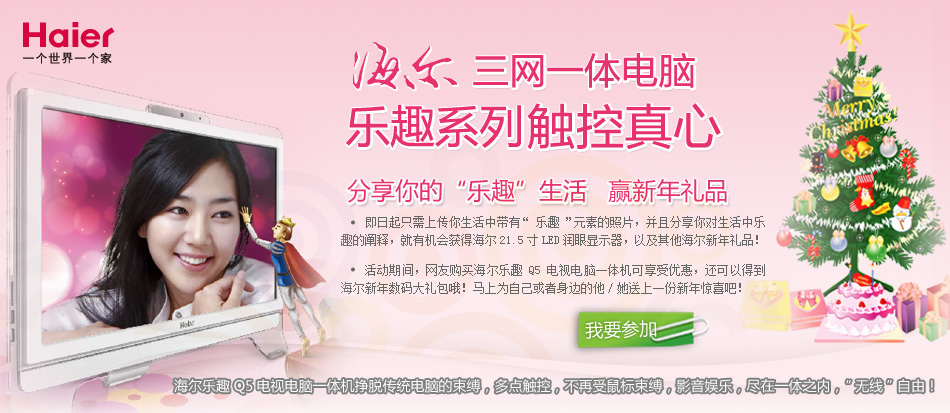 Haier
一个世界一个家
海尔 三网一体电脑
乐趣系列触控真心
分享你的“乐趣”生活 赢新年礼品
• 即日起只需上传你生活中带有“乐趣”元素的照片，并且分享你对生活中乐
趣的阐释，就有机会获得海尔21.5寸LED润眼显示器，以及其他海尔新年礼品！
• 活动期间，网友购买海尔乐趣 Q5 电视电脑一体机可享受优惠，还可以得到
海尔新年数码大礼包哦！马上为自己或者身边的他/她送上一份新年惊喜吧！
我要参加
Merry
Christmas!
Haier
海尔乐趣 Q5 电视电脑一体机挣脱传统电脑的束缚，多点触控，不再受鼠标束缚，影音娱乐，尽在一体之内，“无线”自由！